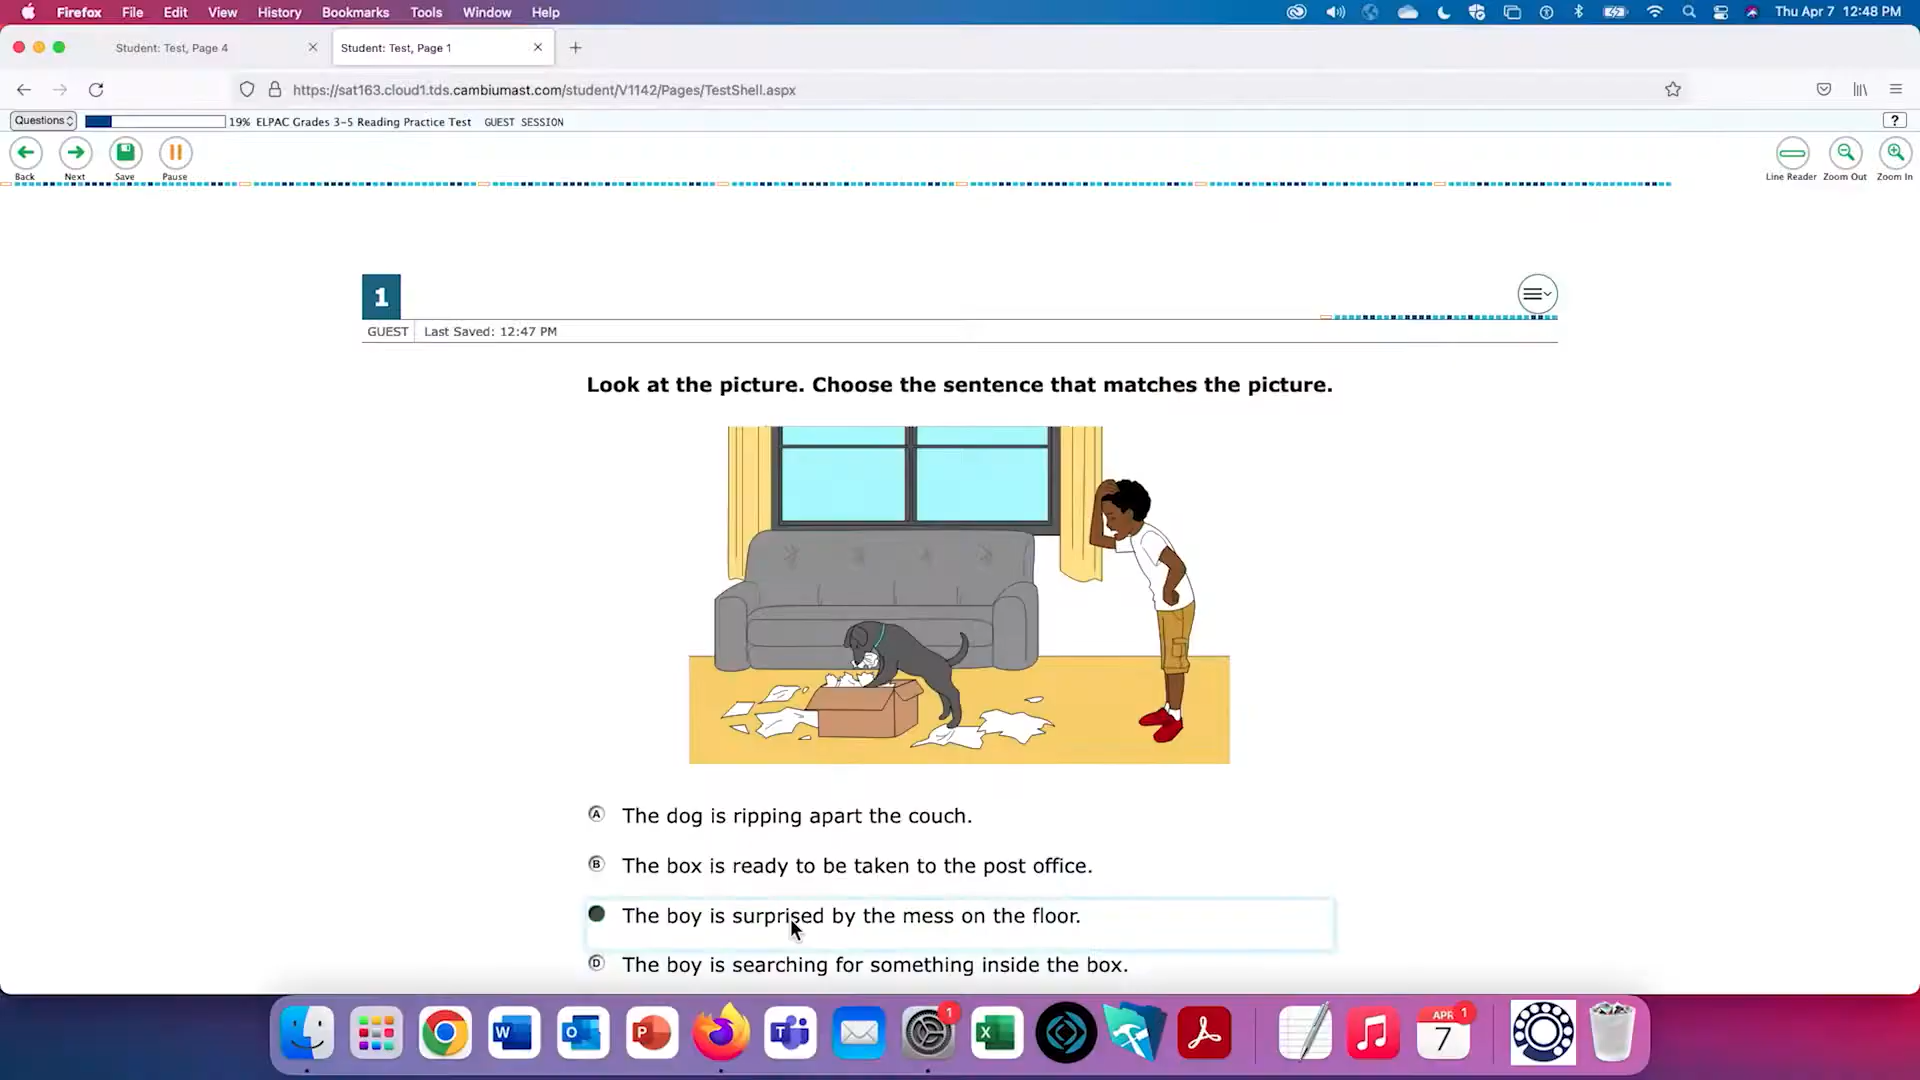 Firefox File Edit View History Bookmarks Tools Window Help Thu Apr 7 12:48 PM
Student: Test, Page 4 Student: Test, Page 1
https://sat163.cloud1.tds.cambiumast.com/student/V1142/Pages/TestShell.aspx
Questions 19% ELPAC Grades 3-5 Reading Practice Test GUEST SESSION ?
Back Next Save Pause Line Reader Zoom Out Zoom In
1
GUEST Last Saved: 12:47 PM
Look at the picture. Choose the sentence that matches the picture.
A The dog is ripping apart the couch.
B The box is ready to be taken to the post office.
The boy is surprised by the mess on the floor.
D The boy is searching for something inside the box.
W O P 1 X APR 7 1